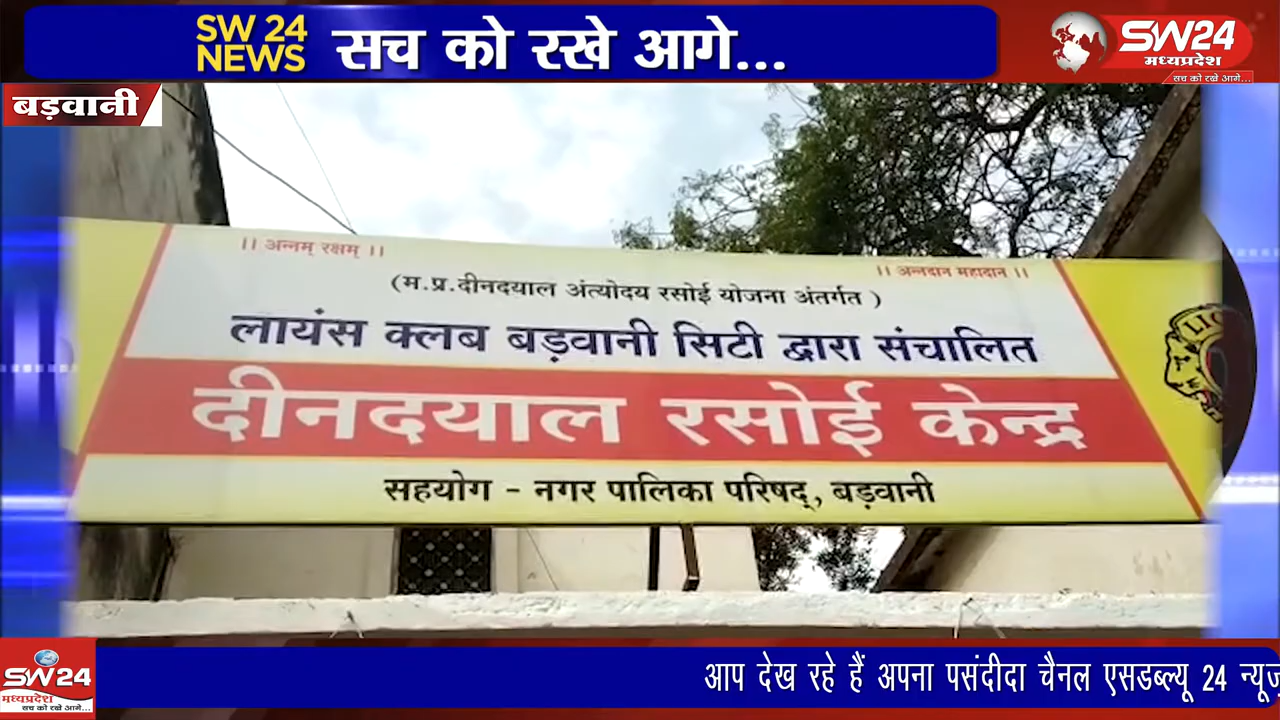 SW 24
NEWS
सच को रखे आगे...
SW24
मध्यप्रदेश
सच को रखे आगे...
बड़वानी
।। अन्नम् रक्षम् ।।
।। अन्नदान महादान ।।
(म.प्र.दीनदयाल अंत्योदय रसोई योजना अंतर्गत )
लायंस क्लब बड़वानी सिटी द्वारा संचालित
दीनदयाल रसोई केन्द्र
सहयोग - नगर पालिका परिषद्, बड़वानी
SW24
मध्यप्रदेश
सच को रखे आगे...
आप देख रहे हैं अपना पसंदीदा चैनल एसडब्ल्यू 24 न्यूज